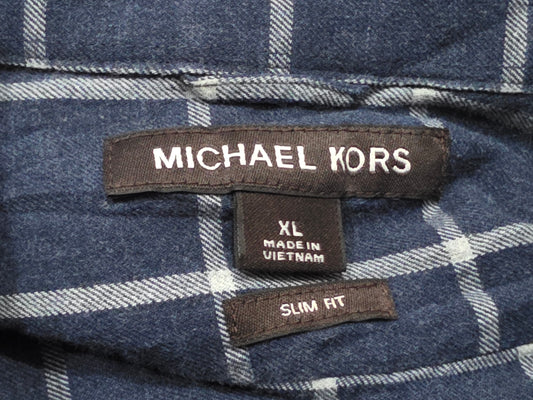 MICHAEL KORS
XL
MADE IN
VIETNAM
SLIM FIT